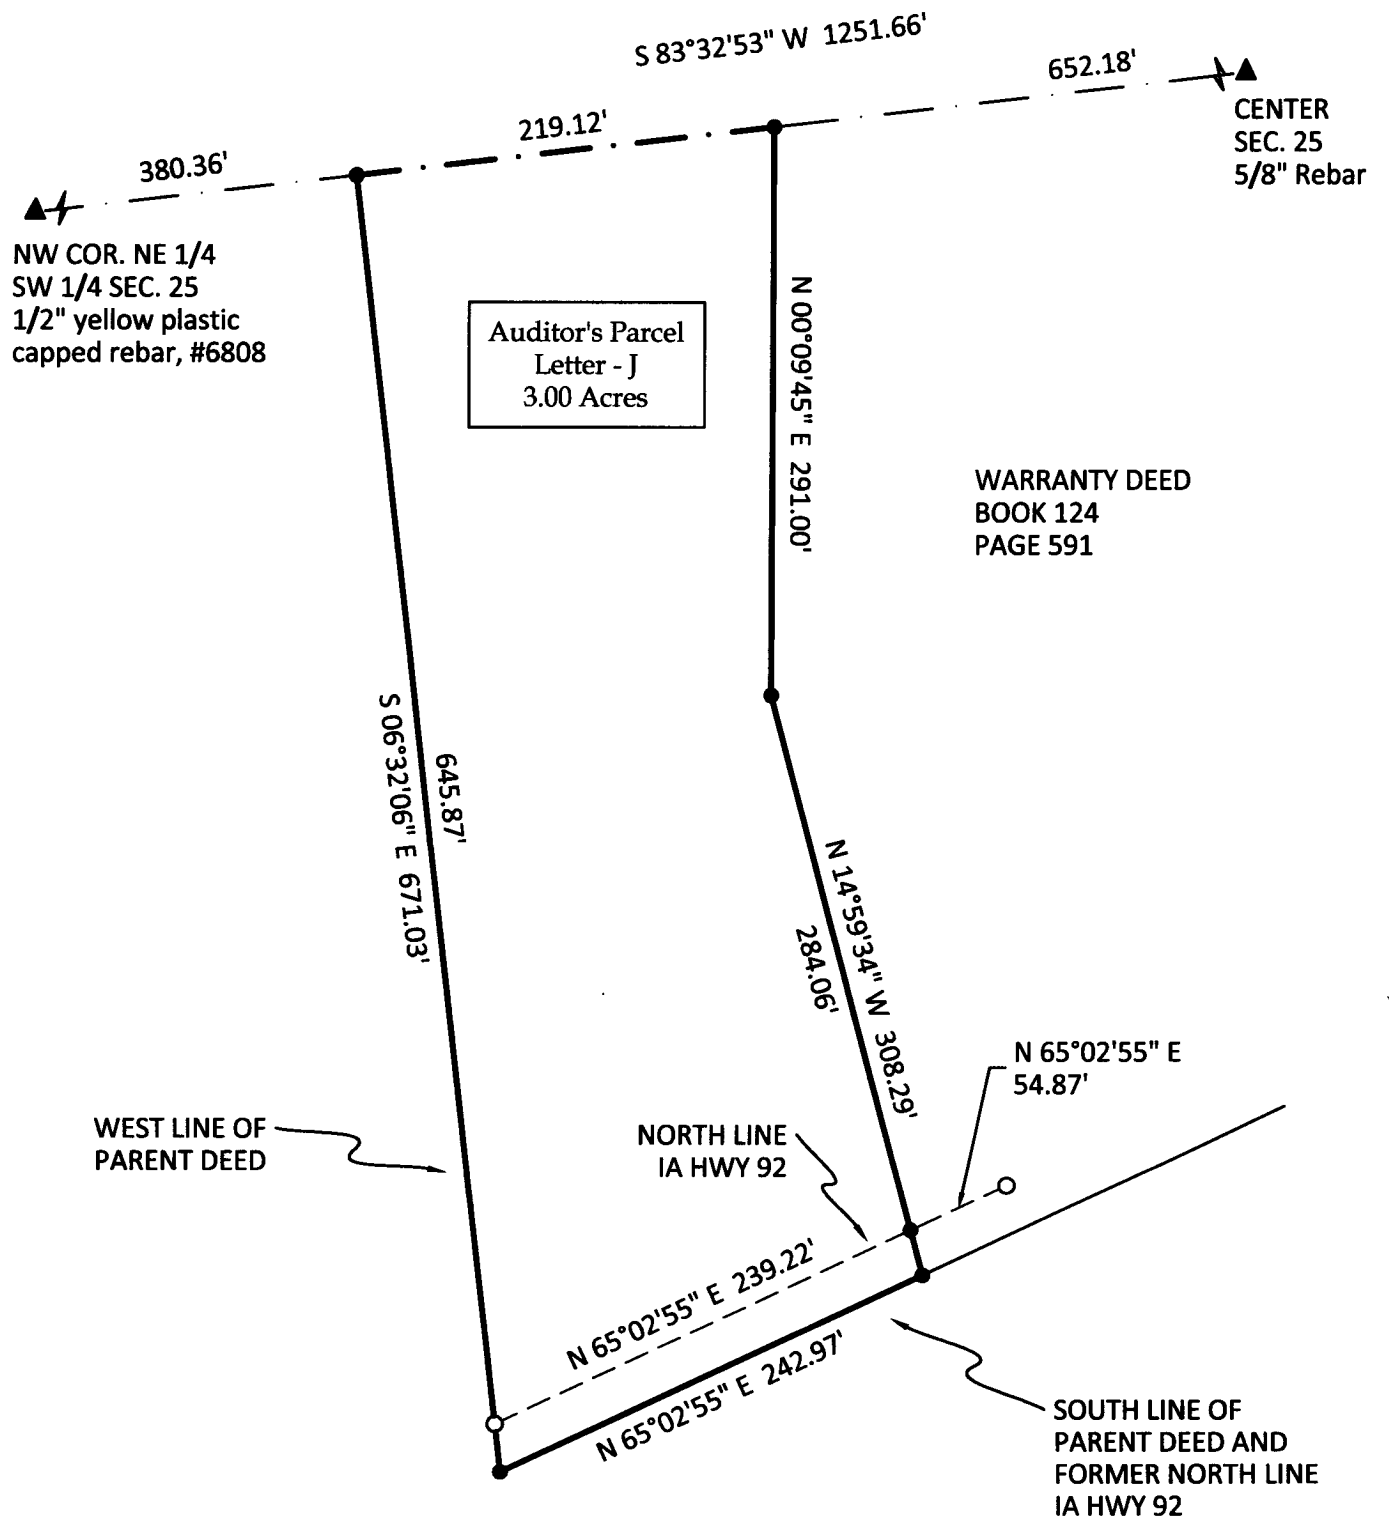 S 83°32'53" W 1251.66'
652.18'
219.12'
380.36'
CENTER
SEC. 25
5/8" Rebar
NW COR. NE 1/4
SW 1/4 SEC. 25
1/2" yellow plastic
capped rebar, #6808
Auditor's Parcel
Letter - J
3.00 Acres
N 00°09'45" E 291.00'
WARRANTY DEED
BOOK 124
PAGE 591
S 06°32'06" E 671.03'
645.87'
N 14°59'34" W 308.29'
284.06'
N 65°02'55" E
54.87'
WEST LINE OF
PARENT DEED
NORTH LINE
IA HWY 92
N 65°02'55" E 239.22'
N 65°02'55" E 242.97'
SOUTH LINE OF
PARENT DEED AND
FORMER NORTH LINE
IA HWY 92